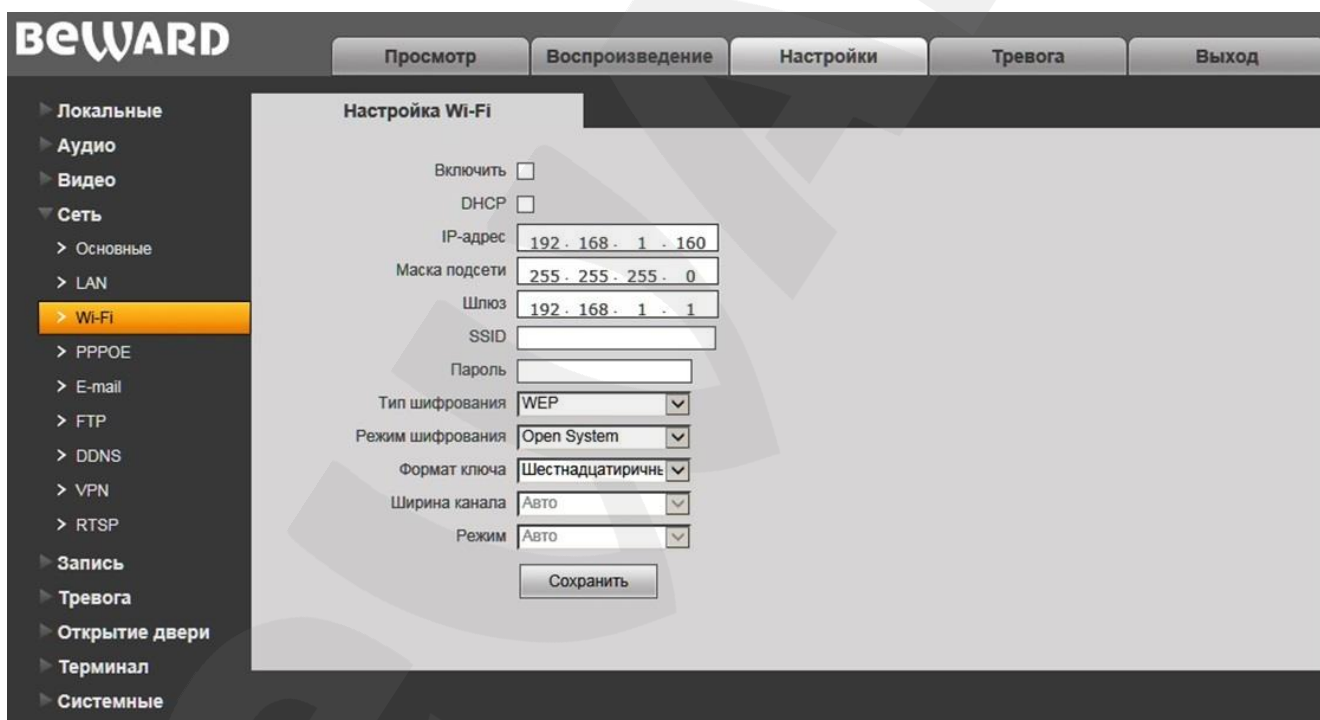 BEWARD
Просмотр
Воспроизведение
Настройки
Тревога
Выход
Локальные
Аудио
Видео
Сеть
> Основные
> LAN
> Wi-Fi
> PPPOE
> E-mail
> FTP
> DDNS
> VPN
> RTSP
Запись
Тревога
Открытие двери
Терминал
Системные
Настройка Wi-Fi
Включить
DHCP
IP-адрес 192 . 168 . 1 . 160
Маска подсети 255 . 255 . 255 . 0
Шлюз 192 . 168 . 1 . 1
SSID
Пароль
Тип шифрования WEP
Режим шифрования Open System
Формат ключа Шестнадцатиричны
Ширина канала Авто
Режим Авто
Сохранить